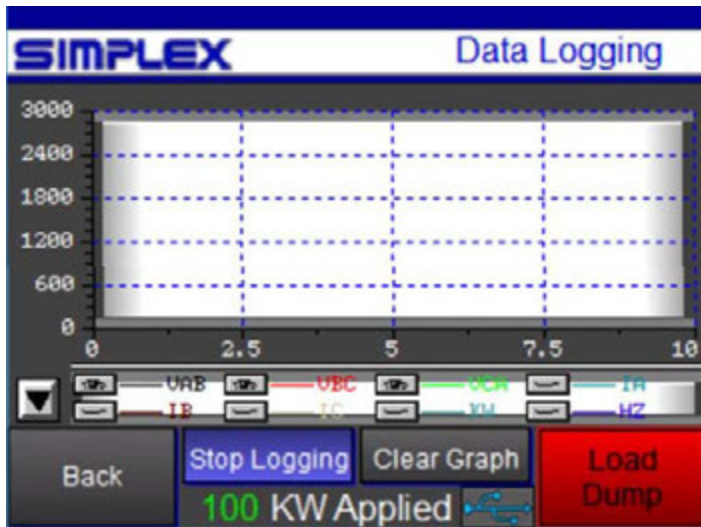 SIMPLEX Data Logging
3000
2400
1800
1200
600
0
0 2.5 5 7.5 10
VAB VBC VCA IA
IB IC KW HZ
Back Stop Logging Clear Graph Load Dump
100 KW Applied